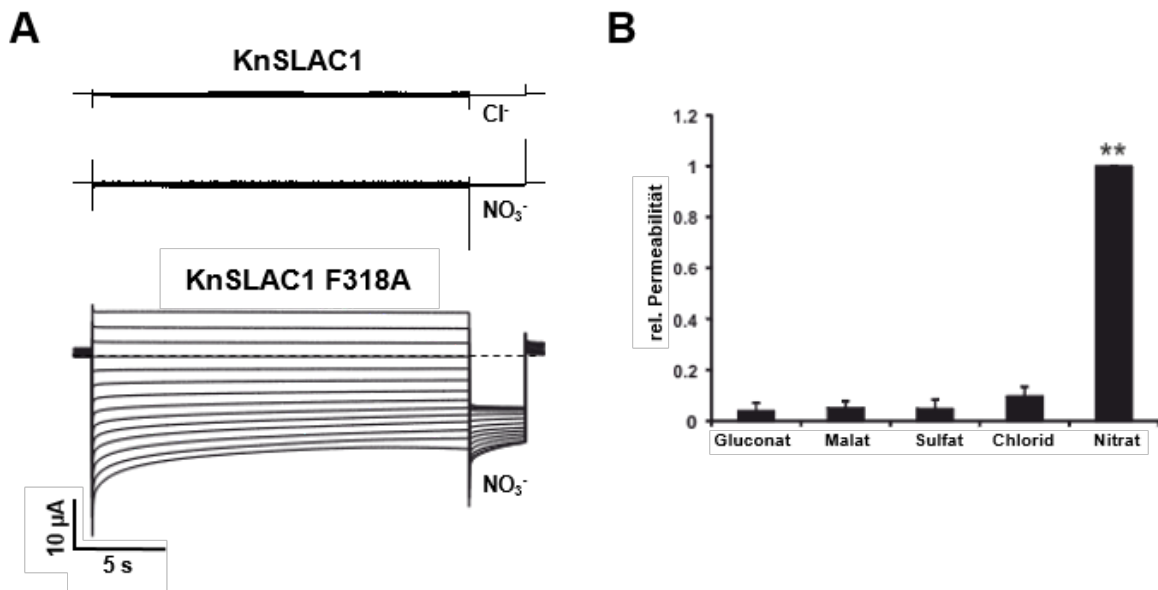 A
KnSLAC1
Cl-
NO₃-
KnSLAC1 F318A
NO₃-
10 µA
5 s
B
rel. Permeabilität
1.2
**
1
0.8
0.6
0.4
0.2
0
Gluconat Malat Sulfat Chlorid Nitrat